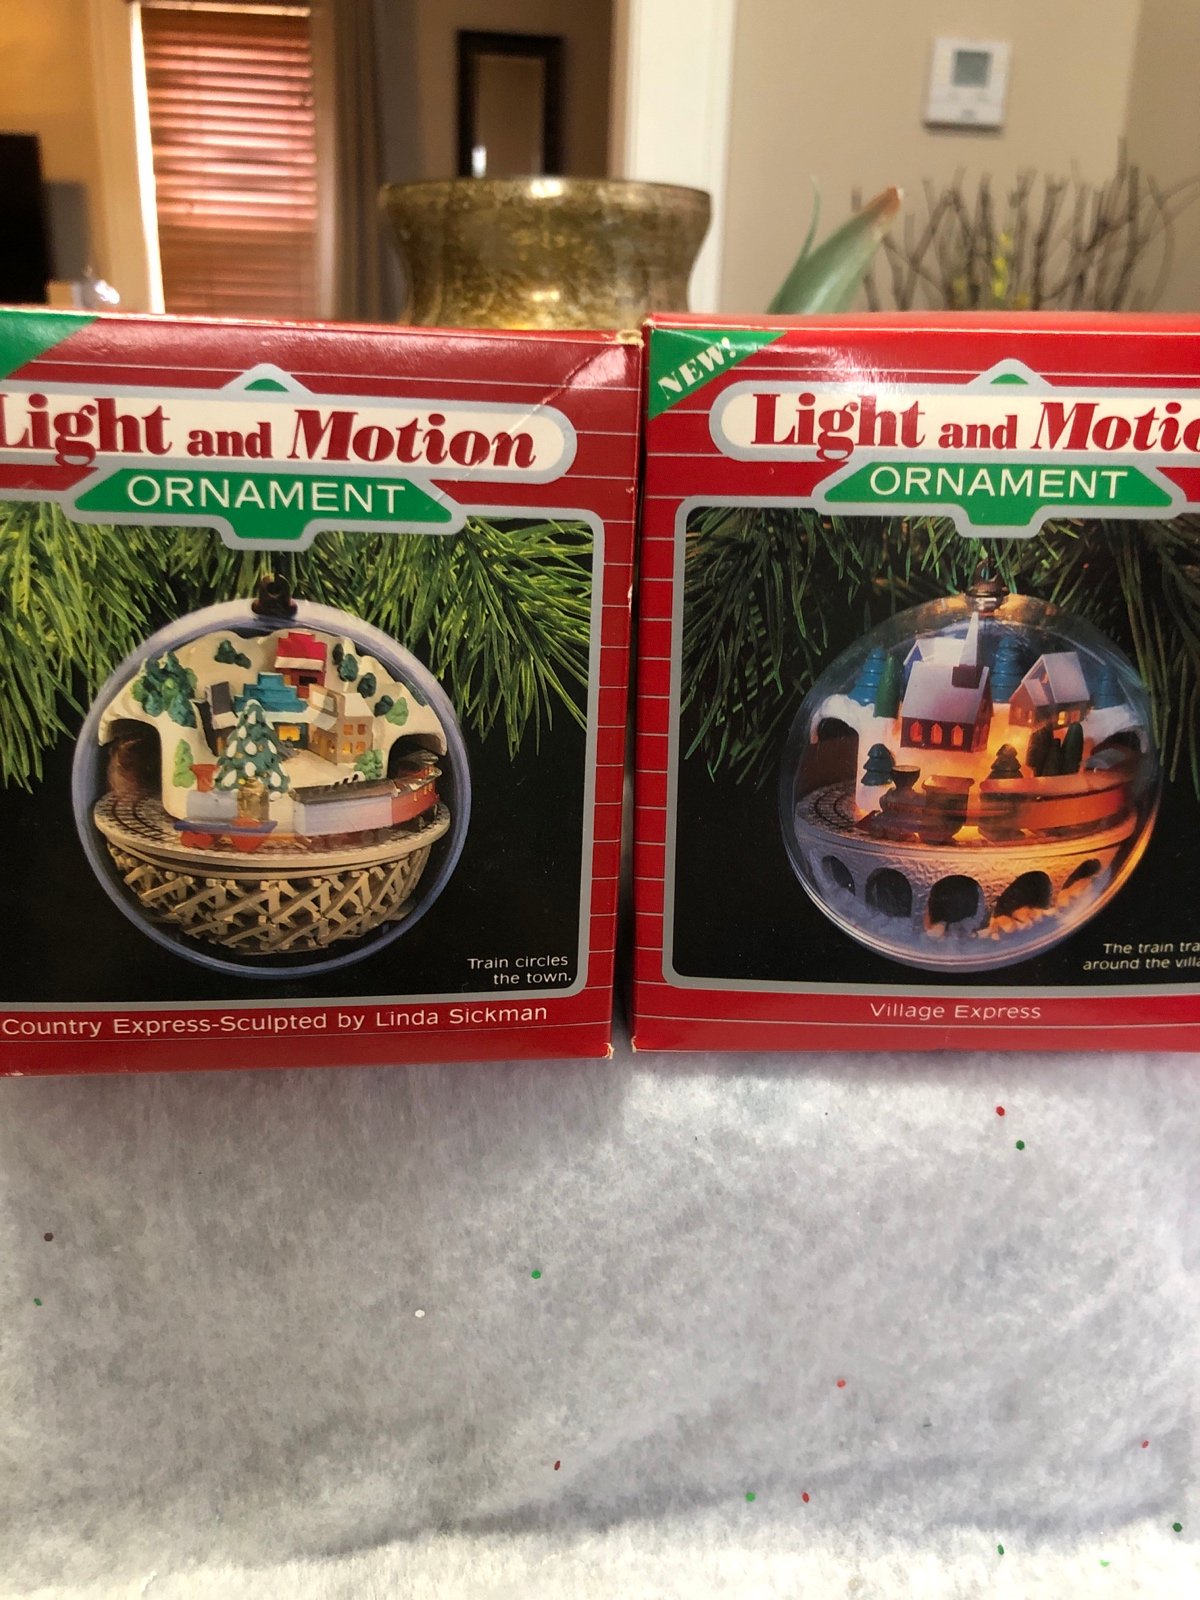 Light and Motion
ORNAMENT
Train circles
the town.
Country Express-Sculpted by Linda Sickman
NEW!
Light and Motio
ORNAMENT
The train tra
around the villa
Village Express